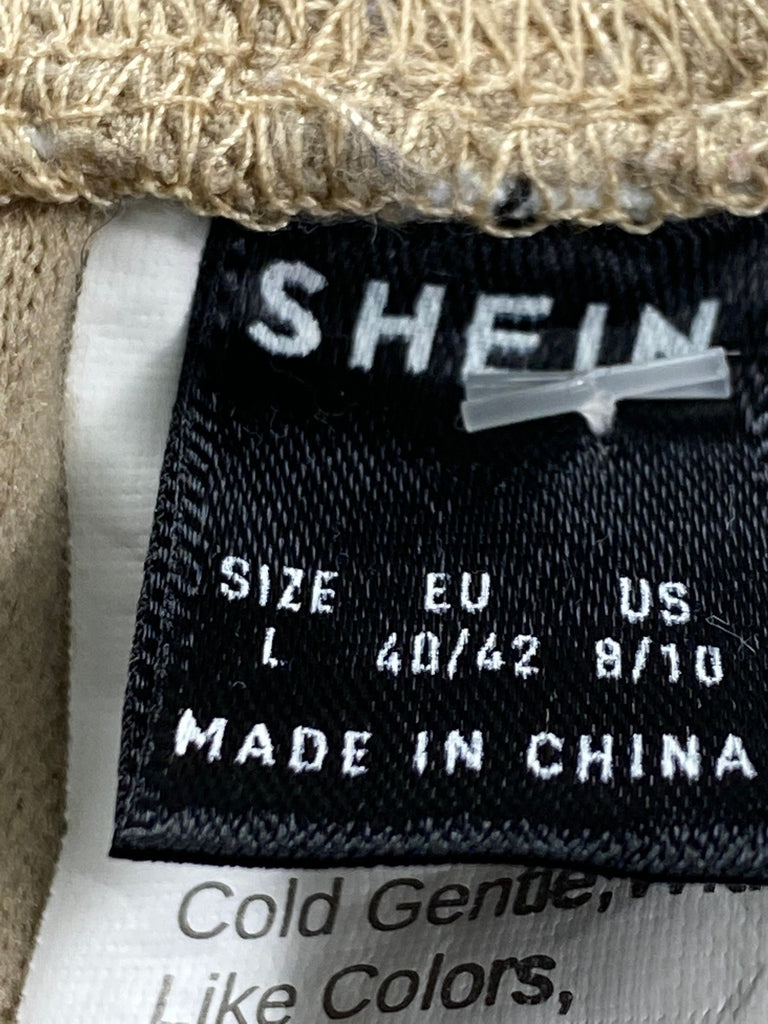 SHEIN
SIZE EU US
L 40/42 8/10
MADE IN CHINA
Cold Gentle,
Like Colors,